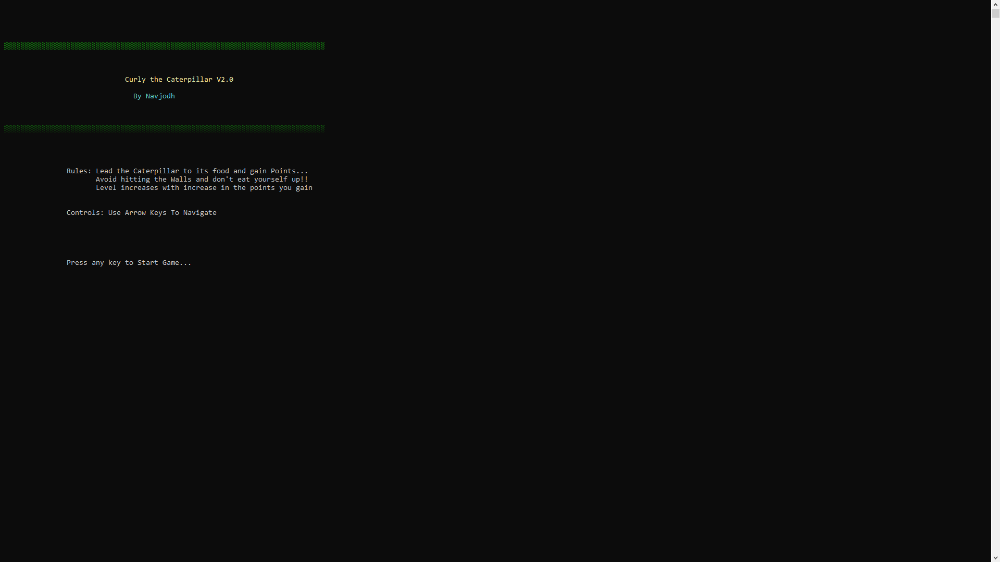 Curly the Caterpillar V2.0
By Navjodh
Rules: Lead the Caterpillar to its food and gain Points...
Avoid hitting the Walls and don't eat yourself up!!
Level increases with increase in the points you gain
Controls: Use Arrow Keys To Navigate
Press any key to Start Game...